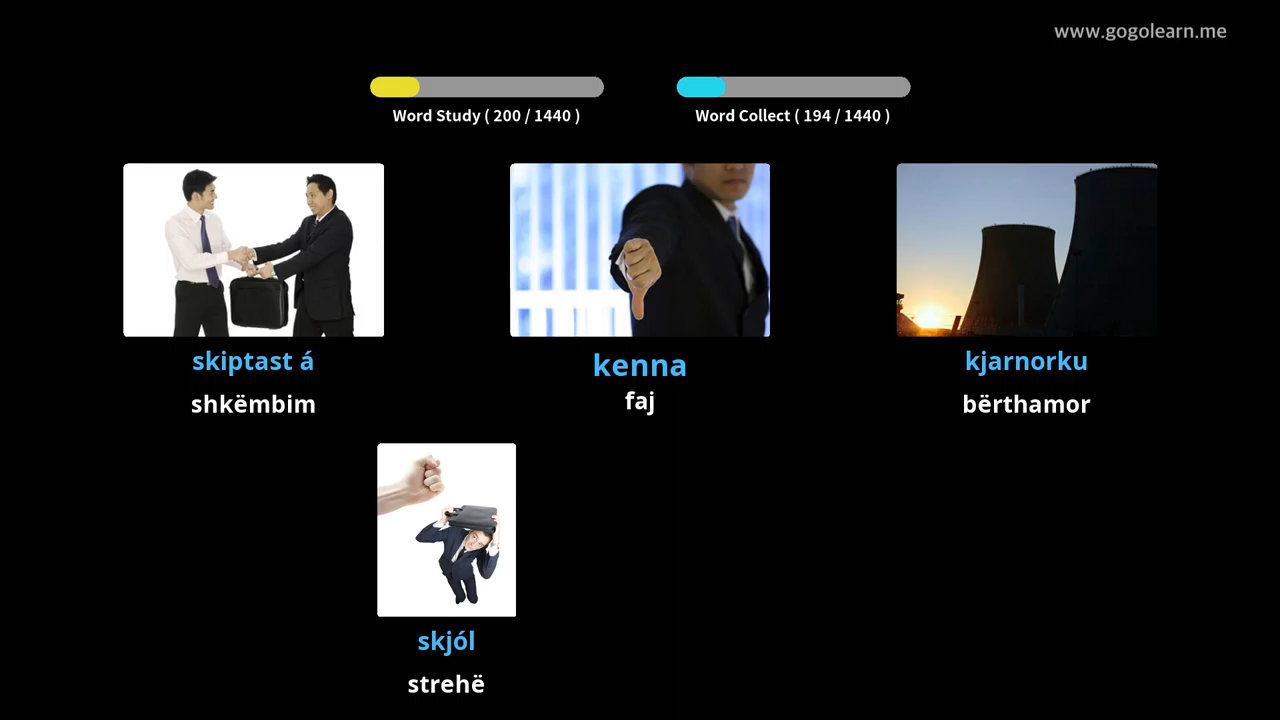 www.gogolearn.me
Word Study ( 200 / 1440 )
Word Collect ( 194 / 1440 )
skiptast á
shkëmbim
kenna
faj
kjarnorku
bërthamor
skjól
strehë